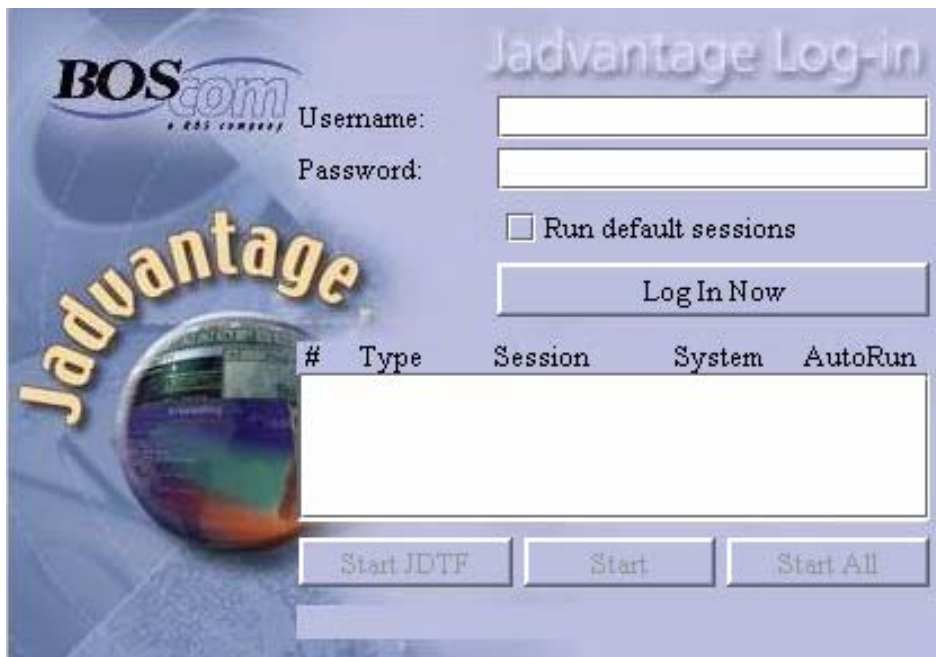 Jadvantage Log-in
BOScom
a BOS company
Username:
Password:
Run default sessions
Log In Now
Jadvantage
# Type Session System AutoRun
Start JDTF Start Start All